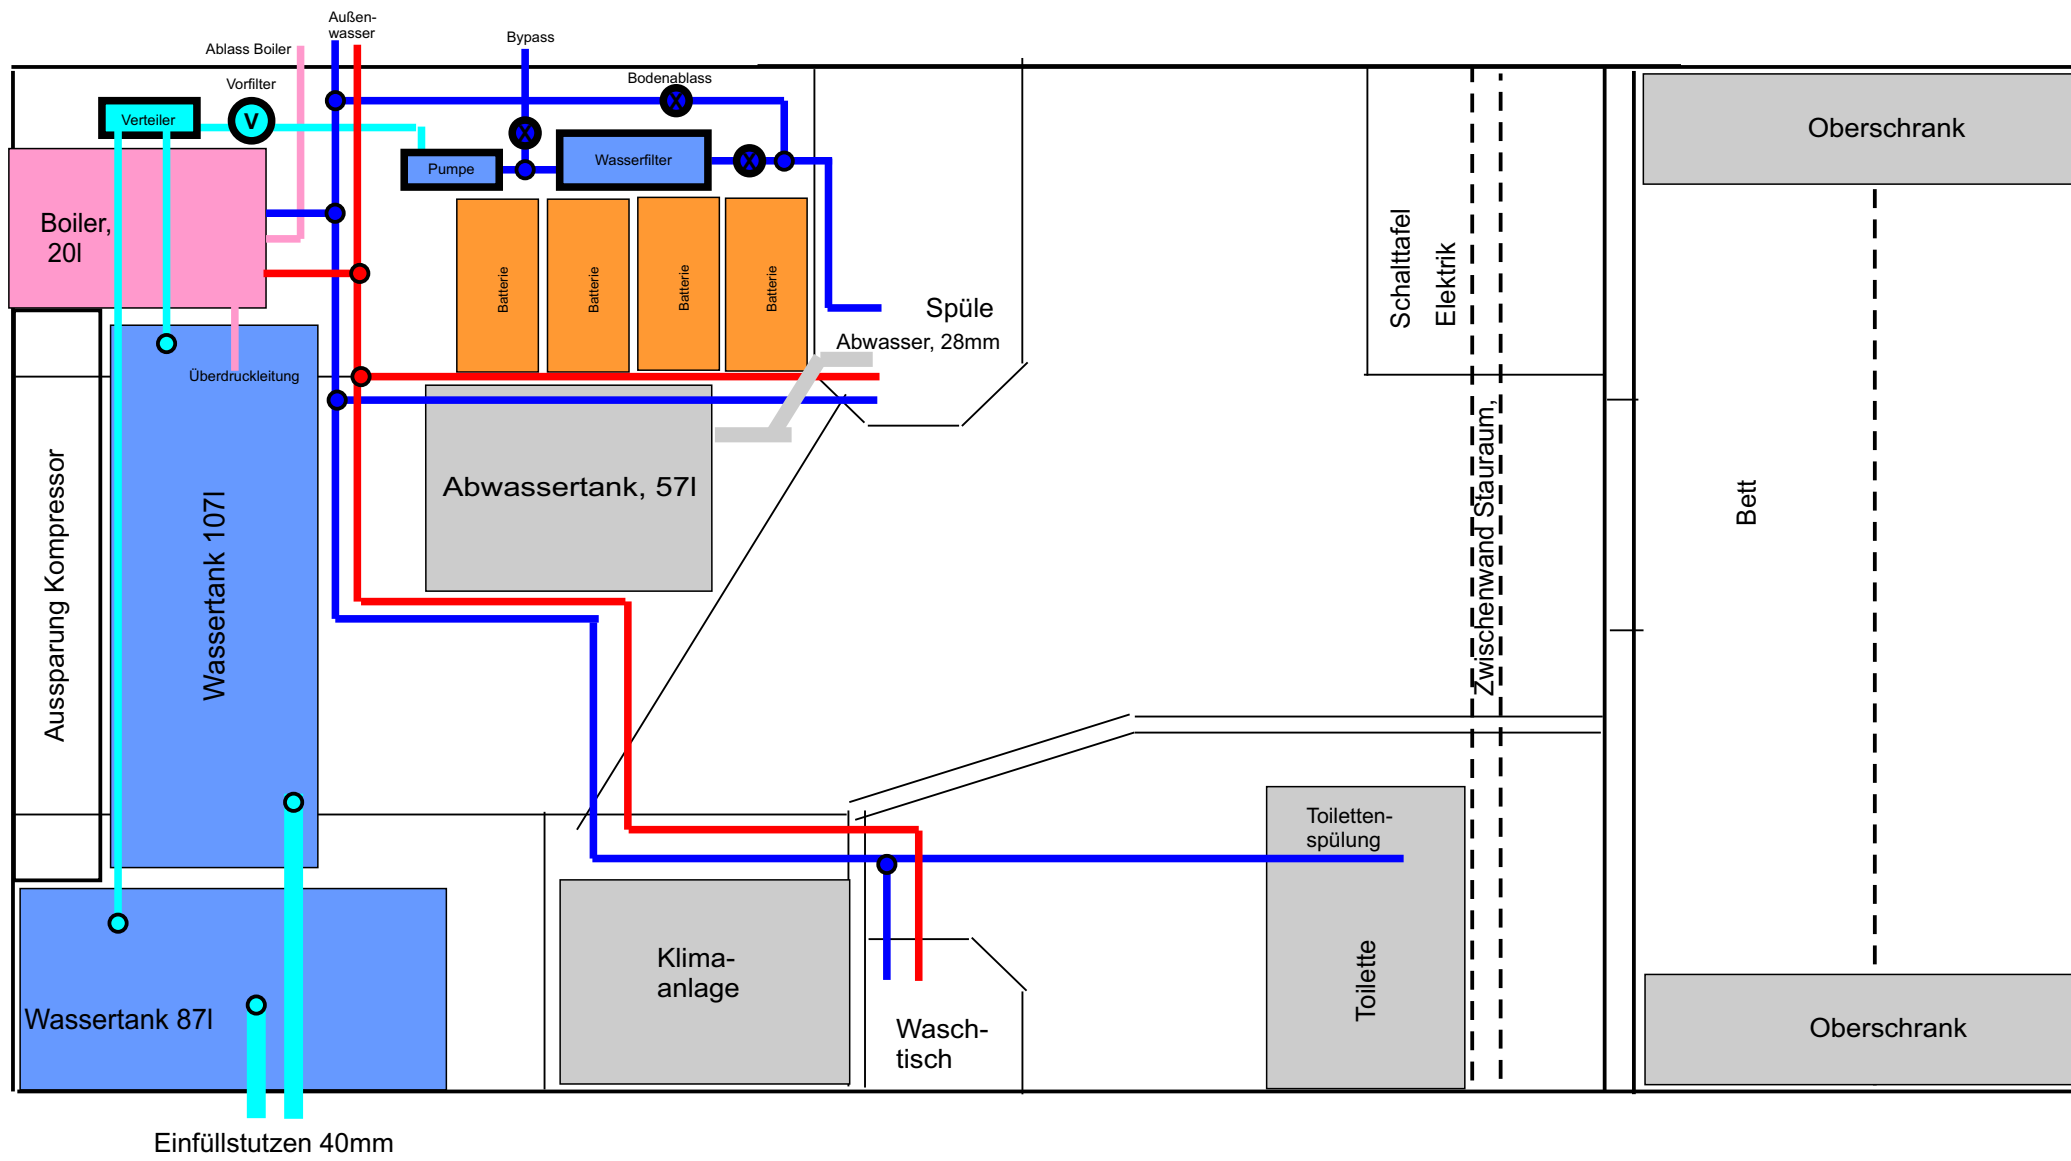 Außen-
wasser
Ablass Boiler
Bypass
Vorfilter
Bodenablass
Verteiler
V
X
X
X
Pumpe
Wasserfilter
Oberschrank
Boiler,
20l
Batterie
Batterie
Batterie
Batterie
Schalttafel
Elektrik
Spüle
Abwasser, 28mm
Überdruckleitung
Aussparung Kompressor
Wassertank 107l
Abwassertank, 57l
Zwischenwand Stauraum,
Bett
Toiletten-
spülung
Toilette
Klima-
anlage
Wassertank 87l
Wasch-
tisch
Oberschrank
Einfüllstutzen 40mm